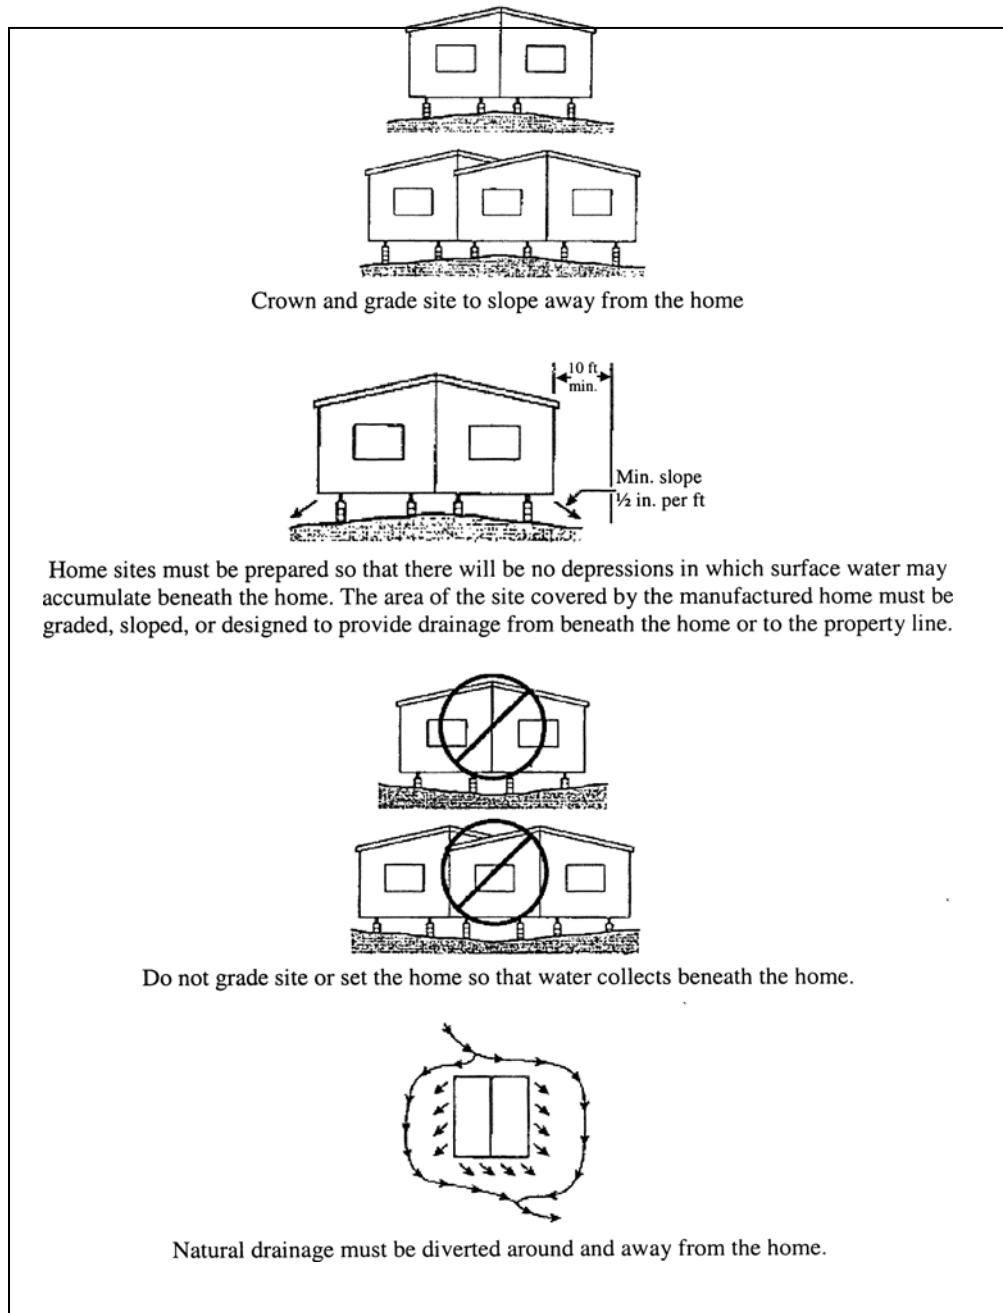 Crown and grade site to slope away from the home
10 ft
min.
Min. slope
½ in. per ft
Home sites must be prepared so that there will be no depressions in which surface water may
accumulate beneath the home. The area of the site covered by the manufactured home must be
graded, sloped, or designed to provide drainage from beneath the home or to the property line.
Do not grade site or set the home so that water collects beneath the home.
Natural drainage must be diverted around and away from the home.